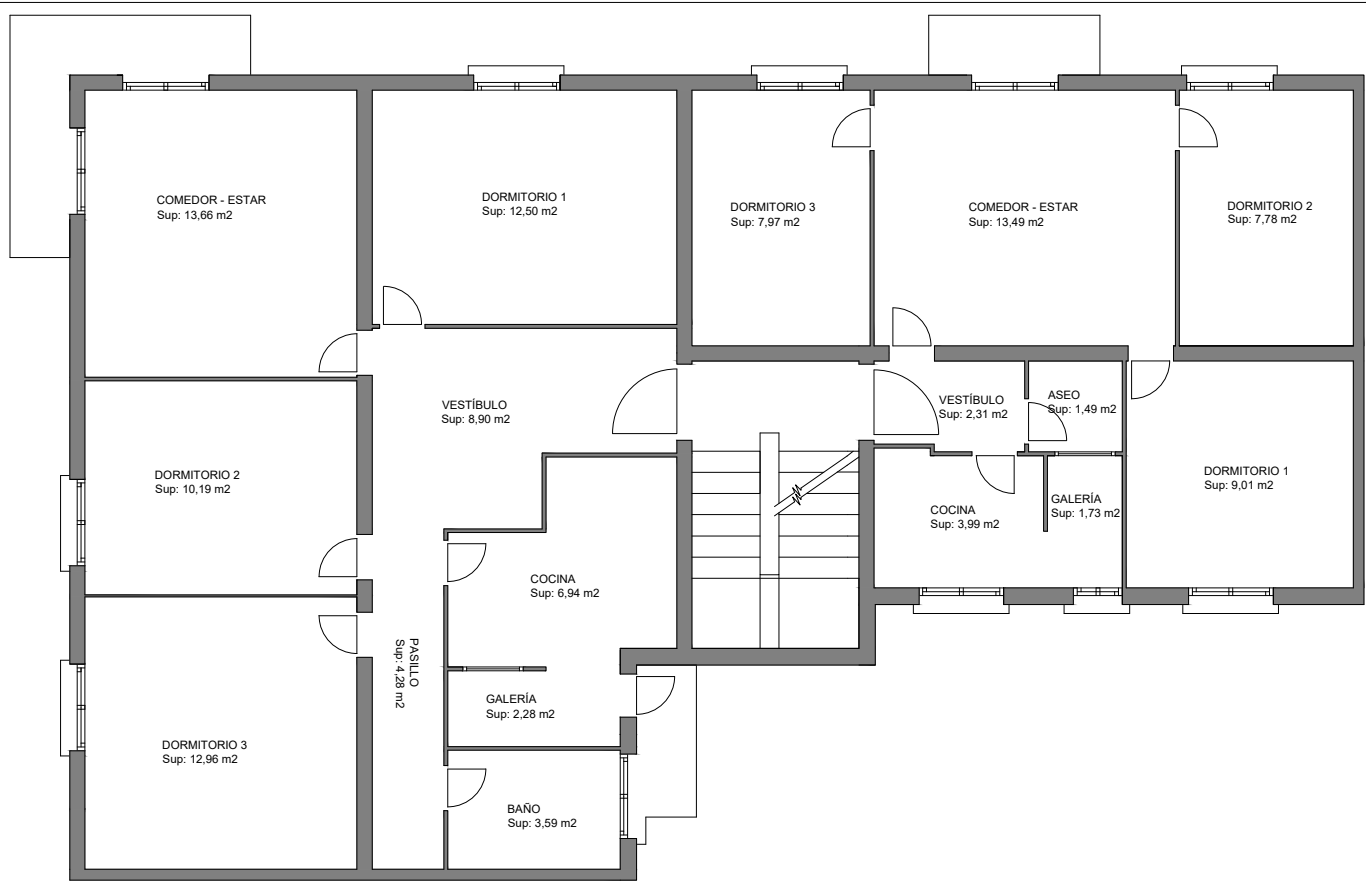 COMEDOR - ESTAR
Sup: 13,66 m2
DORMITORIO 1
Sup: 12,50 m2
DORMITORIO 3
Sup: 7,97 m2
COMEDOR - ESTAR
Sup: 13,49 m2
DORMITORIO 2
Sup: 7,78 m2
VESTÍBULO
Sup: 8,90 m2
VESTÍBULO
Sup: 2,31 m2
ASEO
Sup: 1,49 m2
DORMITORIO 2
Sup: 10,19 m2
DORMITORIO 1
Sup: 9,01 m2
COCINA
Sup: 3,99 m2
GALERÍA
Sup: 1,73 m2
COCINA
Sup: 6,94 m2
PASILLO
Sup: 4,28 m2
GALERÍA
Sup: 2,28 m2
DORMITORIO 3
Sup: 12,96 m2
BAÑO
Sup: 3,59 m2